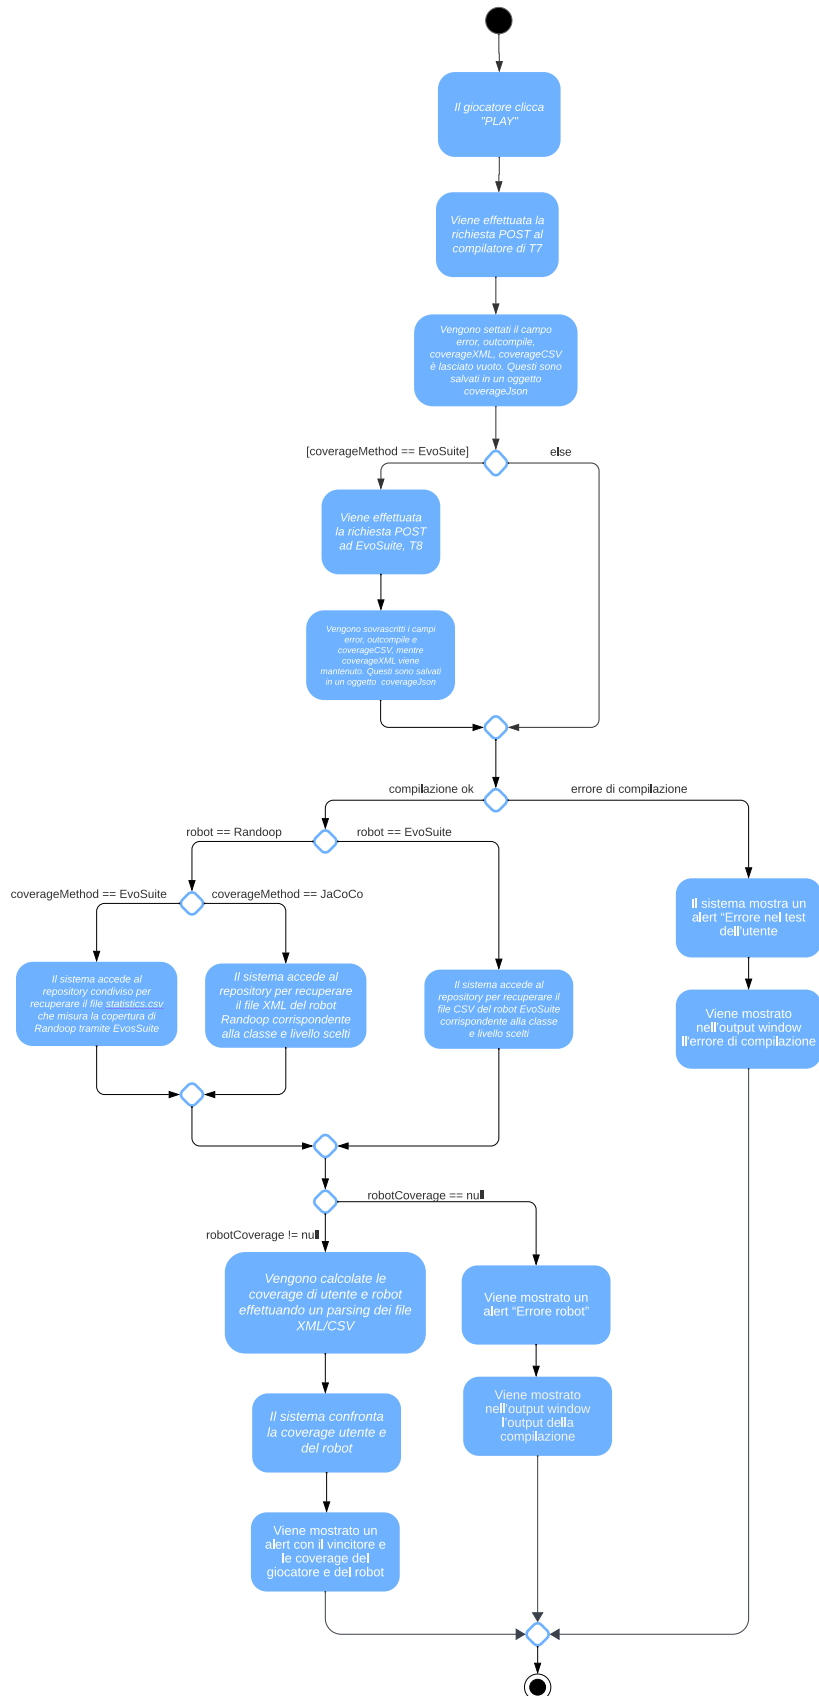 Il giocatore clicca
"PLAY"
Viene effettuata la
richiesta POST al
compilatore di T7
Vengono settati il campo
error, outcompile,
coverageXML, coverageCSV
è lasciato vuoto. Questi sono
salvati in un oggetto
coverageJson
[coverageMethod == EvoSuite]
else
Viene effettuata
la richiesta POST
ad EvoSuite, T8
Vengono sovrascritti i campi
error, outcompile e
coverageCSV, mentre
coverageXML viene
mantenuto. Questi sono salvati
in un oggetto coverageJson
compilazione ok
errore di compilazione
robot == Randoop
robot == EvoSuite
coverageMethod == EvoSuite
coverageMethod == JaCoCo
Il sistema mostra un
alert “Errore nel test
dell'utente
Il sistema accede al
repository condiviso per
recuperare il file statistics.csv
che misura la copertura di
Randoop tramite EvosSuite
Il sistema accede al
repository per recuperare
il file XML del robot
Randoop corrispondente
alla classe e livello scelti
Il sistema accede al
repository per recuperare il
file CSV del robot EvoSuite
corrispondente alla classe
e livello scelti
Viene mostrato
nell'output window
l'errore di compilazione
robotCoverage == null
robotCoverage != null
Vengono calcolate le
coverage di utente e robot
effettuando un parsing dei file
XML/CSV
Viene mostrato un
alert “Errore robot”
Il sistema confronta
la coverage utente e
del robot
Viene mostrato
nell'output window
l'output della
compilazione
Viene mostrato un
alert con il vincitore e
le coverage del
giocatore e del robot